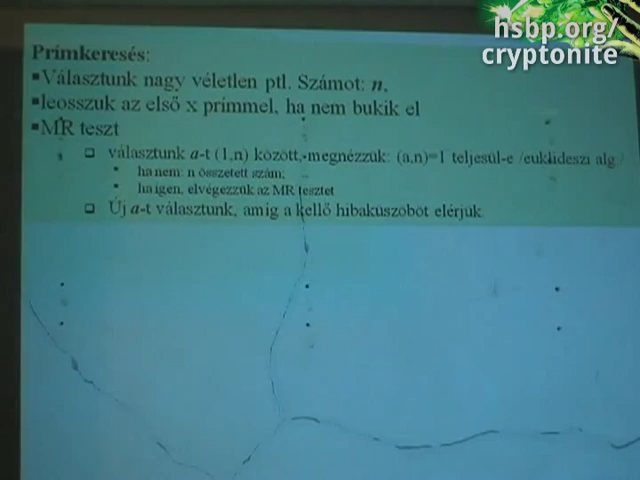 hsbp.org/
cryptonite
Prímkeresés:
▪Választunk nagy véletlen ptl. Számot: n,
▪leosszuk az első x prímmel, ha nem bukik el
▪MR teszt
❑ választunk a-t (1,n) között, megnézzük: (a,n)=1 teljesül-e /euklideszi alg/
▪ ha nem: n összetett szám;
▪ ha igen, elvégezzük az MR tesztet
❑ Új a-t választunk, amíg a kellő hibaküszöböt elérjük